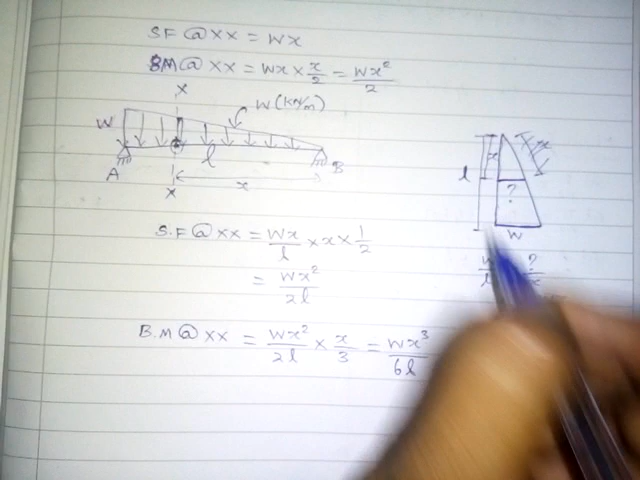 SF@xx = wx
BM@xx = wx × x/2 = wx²/2
x
W(kN/m)
W
l
A
B
x
x
S.F@xx = wx/l × x × 1/2
= wx²/2l
B.M@xx = wx²/2l × x/3 = wx³/6l
x
l
?
w
w/l
?/x